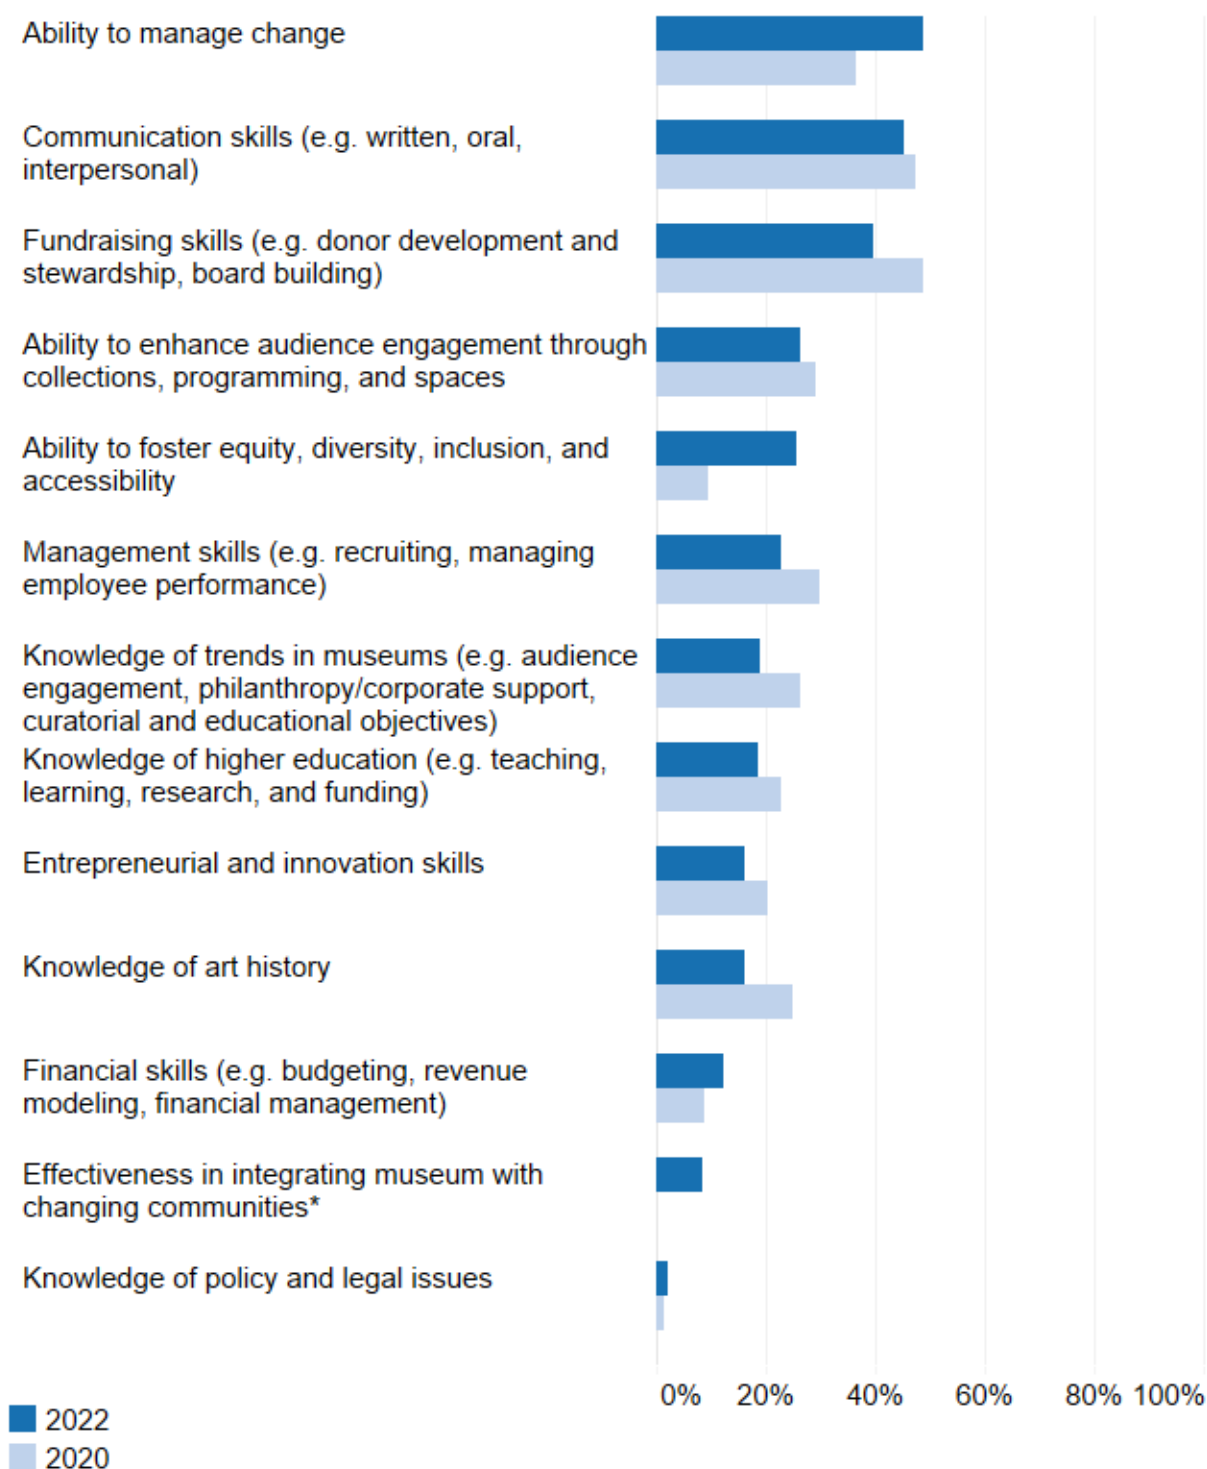 Ability to manage change
Communication skills (e.g. written, oral,
interpersonal)
Fundraising skills (e.g. donor development and
stewardship, board building)
Ability to enhance audience engagement through
collections, programming, and spaces
Ability to foster equity, diversity, inclusion, and
accessibility
Management skills (e.g. recruiting, managing
employee performance)
Knowledge of trends in museums (e.g. audience
engagement, philanthropy/corporate support,
curatorial and educational objectives)
Knowledge of higher education (e.g. teaching,
learning, research, and funding)
Entrepreneurial and innovation skills
Knowledge of art history
Financial skills (e.g. budgeting, revenue
modeling, financial management)
Effectiveness in integrating museum with
changing communities*
Knowledge of policy and legal issues
0% 20% 40% 60% 80% 100%
2022
2020